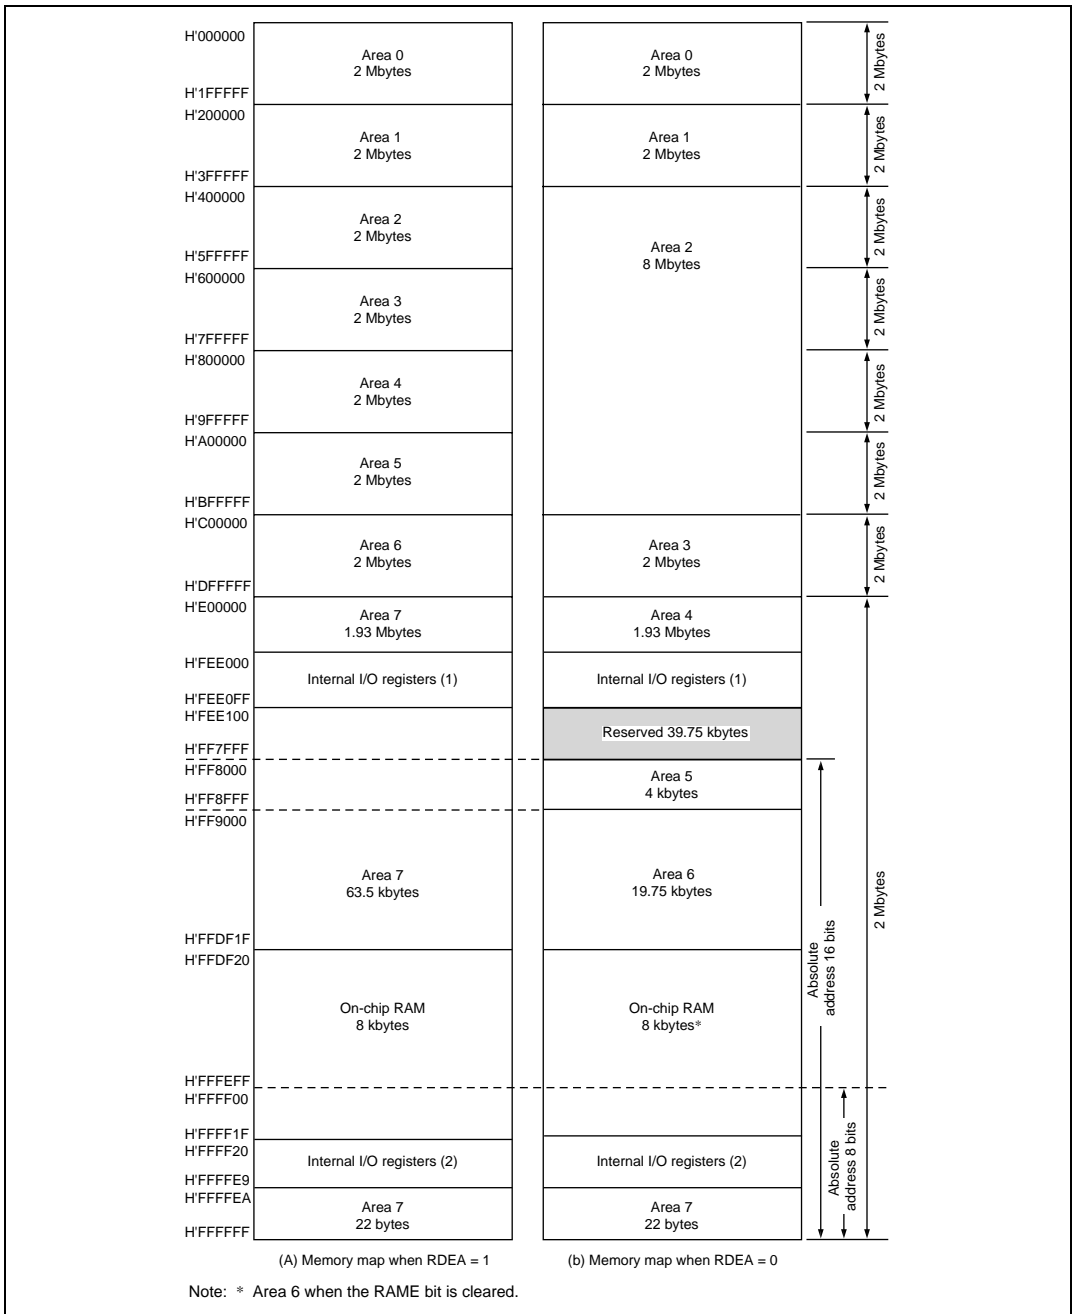 H'000000
H'1FFFFF
H'200000
H'3FFFFF
H'400000
H'5FFFFF
H'600000
H'7FFFFF
H'800000
H'9FFFFF
H'A00000
H'BFFFFF
H'C00000
H'DFFFFF
H'E00000
H'FEE000
H'FEE0FF
H'FEE100
H'FF7FFF
H'FF8000
H'FF8FFF
H'FF9000
H'FFDF1F
H'FFDF20
H'FFFEFF
H'FFFF00
H'FFFF1F
H'FFFF20
H'FFFFE9
H'FFFFEA
H'FFFFFF
Area 0
2 Mbytes
Area 1
2 Mbytes
Area 2
2 Mbytes
Area 3
2 Mbytes
Area 4
2 Mbytes
Area 5
2 Mbytes
Area 6
2 Mbytes
Area 7
1.93 Mbytes
Internal I/O registers (1)
Area 7
63.5 kbytes
On-chip RAM
8 kbytes
Internal I/O registers (2)
Area 7
22 bytes
(A) Memory map when RDEA = 1
Area 0
2 Mbytes
Area 1
2 Mbytes
Area 2
8 Mbytes
Area 3
2 Mbytes
Area 4
1.93 Mbytes
Internal I/O registers (1)
Reserved 39.75 kbytes
Area 5
4 kbytes
Area 6
19.75 kbytes
On-chip RAM
8 kbytes*
Internal I/O registers (2)
Area 7
22 bytes
(b) Memory map when RDEA = 0
2 Mbytes
2 Mbytes
2 Mbytes
2 Mbytes
2 Mbytes
2 Mbytes
2 Mbytes
2 Mbytes
Absolute
address 16 bits
Absolute
address 8 bits
Note: * Area 6 when the RAME bit is cleared.